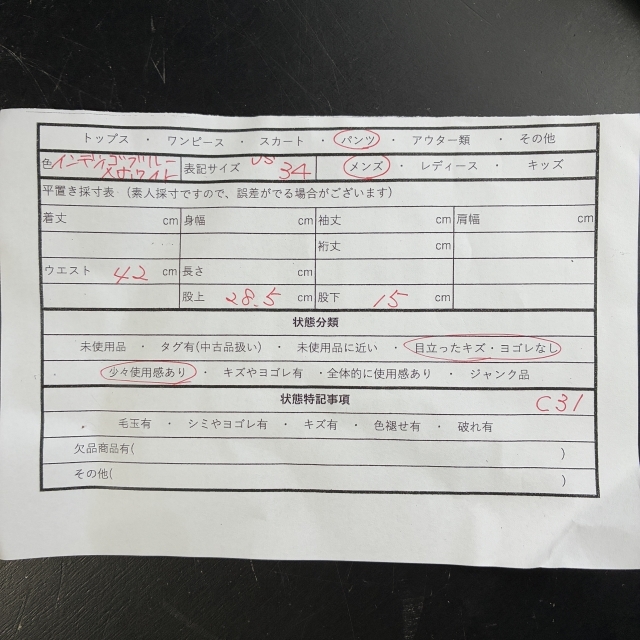 トップス ・ ワンピース ・ スカート ・ パンツ ・ アウター類 ・ その他
色 インディゴブルー×ホワイト 表記サイズ US 34 メンズ ・ レディース ・ キッズ
平置き採寸表 (素人採寸ですので、誤差がでる場合がございます)
着丈 cm 身幅 cm 袖丈 cm 肩幅 cm
裄丈 cm
ウエスト 42 cm 長さ cm
股上 28.5 cm 股下 15 cm
状態分類
未使用品 ・ タグ有(中古品扱い) ・ 未使用品に近い ・ 目立ったキズ・ヨゴレなし
少々使用感あり ・ キズやヨゴレ有 ・全体的に使用感あり ・ ジャンク品
状態特記事項 C31
・ 毛玉有 ・ シミやヨゴレ有 ・ キズ有 ・ 色褪せ有 ・ 破れ有
欠品商品有( )
その他( )